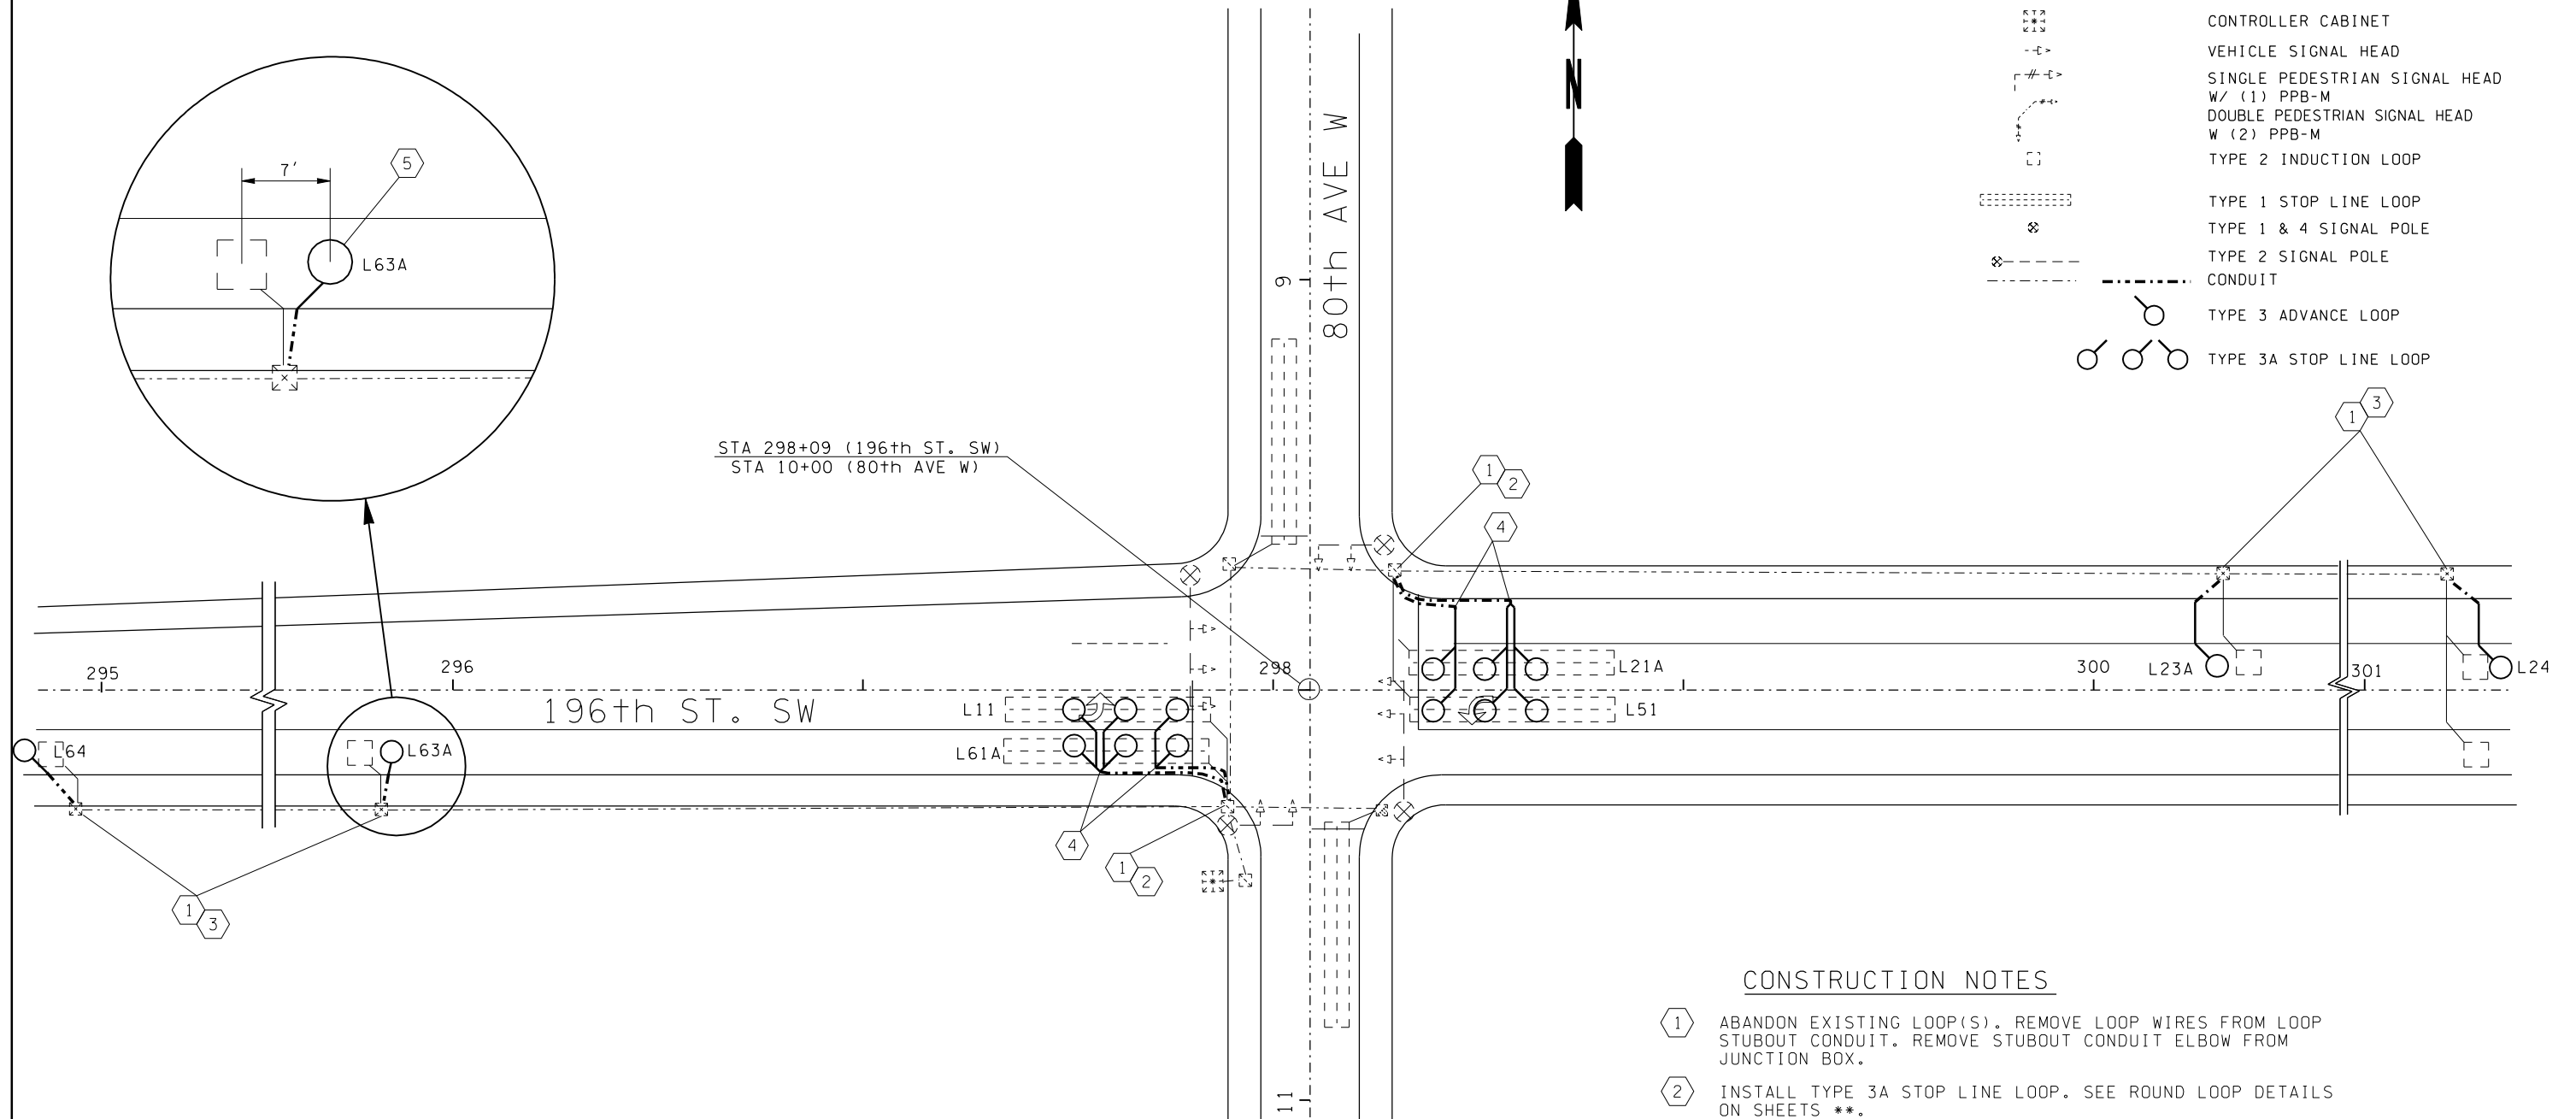 CONTROLLER CABINET
VEHICLE SIGNAL HEAD
SINGLE PEDESTRIAN SIGNAL HEAD
W/ (1) PPB-M
DOUBLE PEDESTRIAN SIGNAL HEAD
W (2) PPB-M
TYPE 2 INDUCTION LOOP
TYPE 1 STOP LINE LOOP
TYPE 1 & 4 SIGNAL POLE
TYPE 2 SIGNAL POLE
CONDUIT
TYPE 3 ADVANCE LOOP
TYPE 3A STOP LINE LOOP
N
80th AVE W
9
7'
5
L63A
STA 298+09 (196th ST. SW)
STA 10+00 (80th AVE W)
1
2
4
1
3
295
296
298
300
301
L21A
L23A
L24
196th ST. SW
L11
L51
L64
L63A
L61A
4
1
2
1
3
11
CONSTRUCTION NOTES
1 ABANDON EXISTING LOOP(S). REMOVE LOOP WIRES FROM LOOP
STUBOUT CONDUIT. REMOVE STUBOUT CONDUIT ELBOW FROM
JUNCTION BOX.
2 INSTALL TYPE 3A STOP LINE LOOP. SEE ROUND LOOP DETAILS
ON SHEETS **.